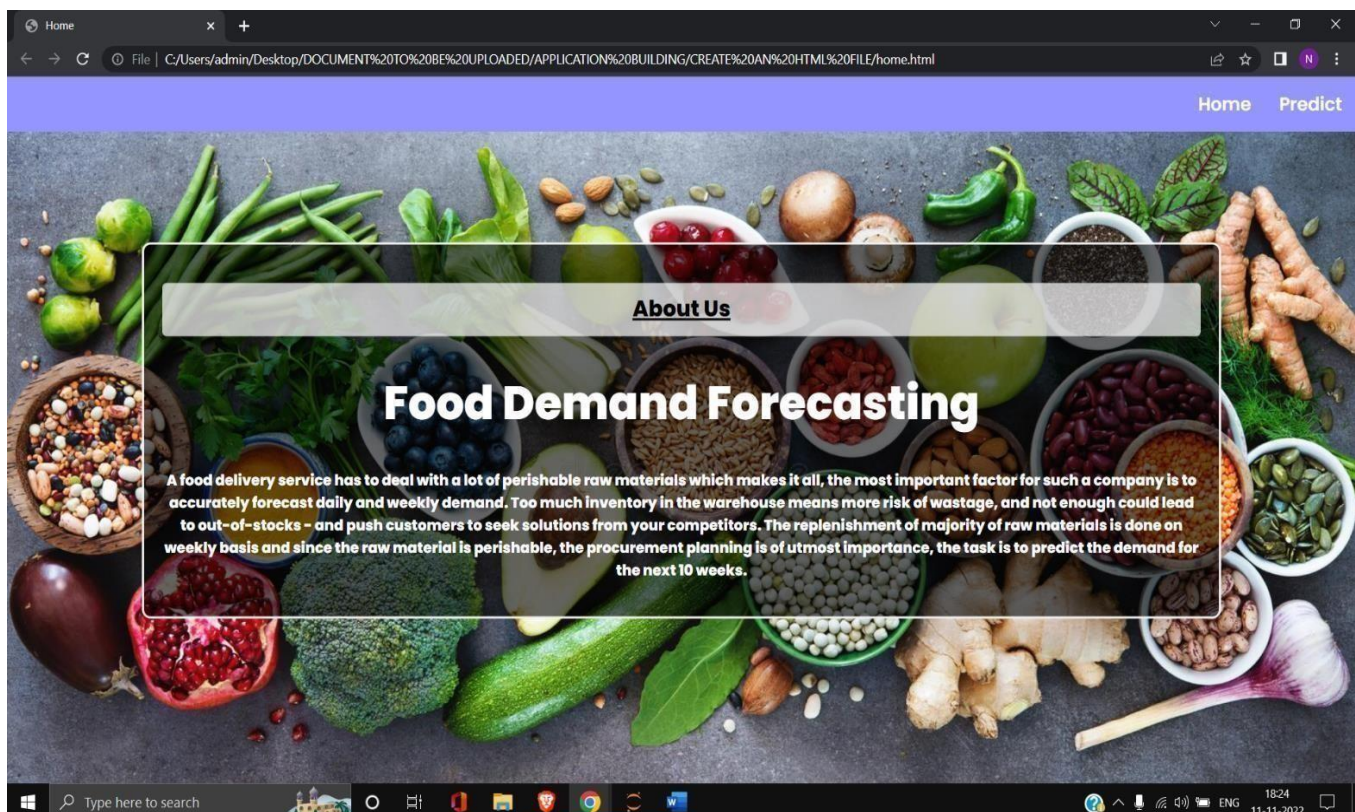 Home
File | C:/Users/admin/Desktop/DOCUMENT%20TO%20BE%20UPLOADED/APPLICATION%20BUILDING/CREATE%20AN%20HTML%20FILE/home.html
N
Home Predict
About Us
Food Demand Forecasting
A food delivery service has to deal with a lot of perishable raw materials which makes it all, the most important factor for such a company is to
accurately forecast daily and weekly demand. Too much inventory in the warehouse means more risk of wastage, and not enough could lead
to out-of-stocks – and push customers to seek solutions from your competitors. The replenishment of majority of raw materials is done on
weekly basis and since the raw material is perishable, the procurement planning is of utmost importance, the task is to predict the demand for
the next 10 weeks.
Type here to search
ENG
18:24
11-11-2022